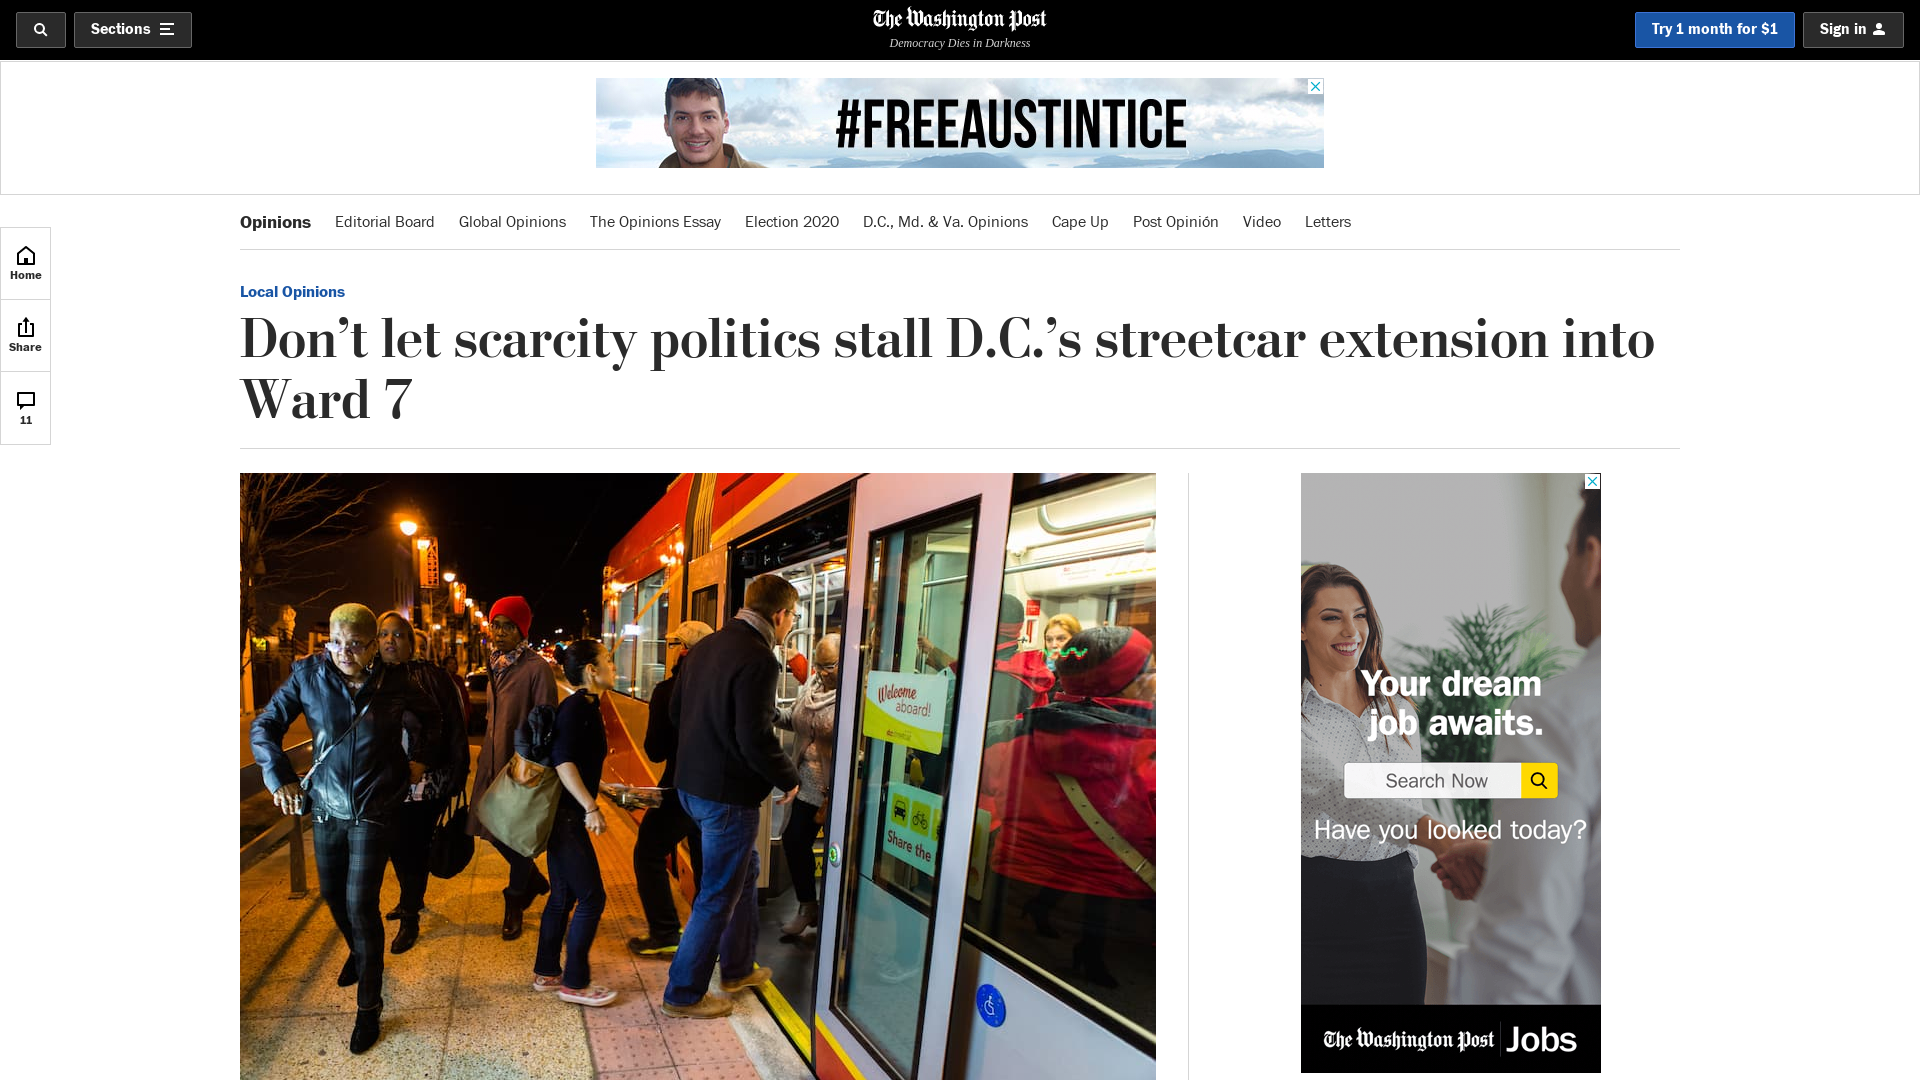 Sections
The Washington Post
Democracy Dies in Darkness
Try 1 month for $1
Sign in
#FREEAUSTINTICE
Opinions Editorial Board Global Opinions The Opinions Essay Election 2020 D.C., Md. & Va. Opinions Cape Up Post Opinión Video Letters
Home
Share
11
Local Opinions
Don’t let scarcity politics stall D.C.’s streetcar extension into
Ward 7
Welcome
aboard!
Share the
Your dream
job awaits.
Search Now
Have you looked today?
The Washington Post Jobs